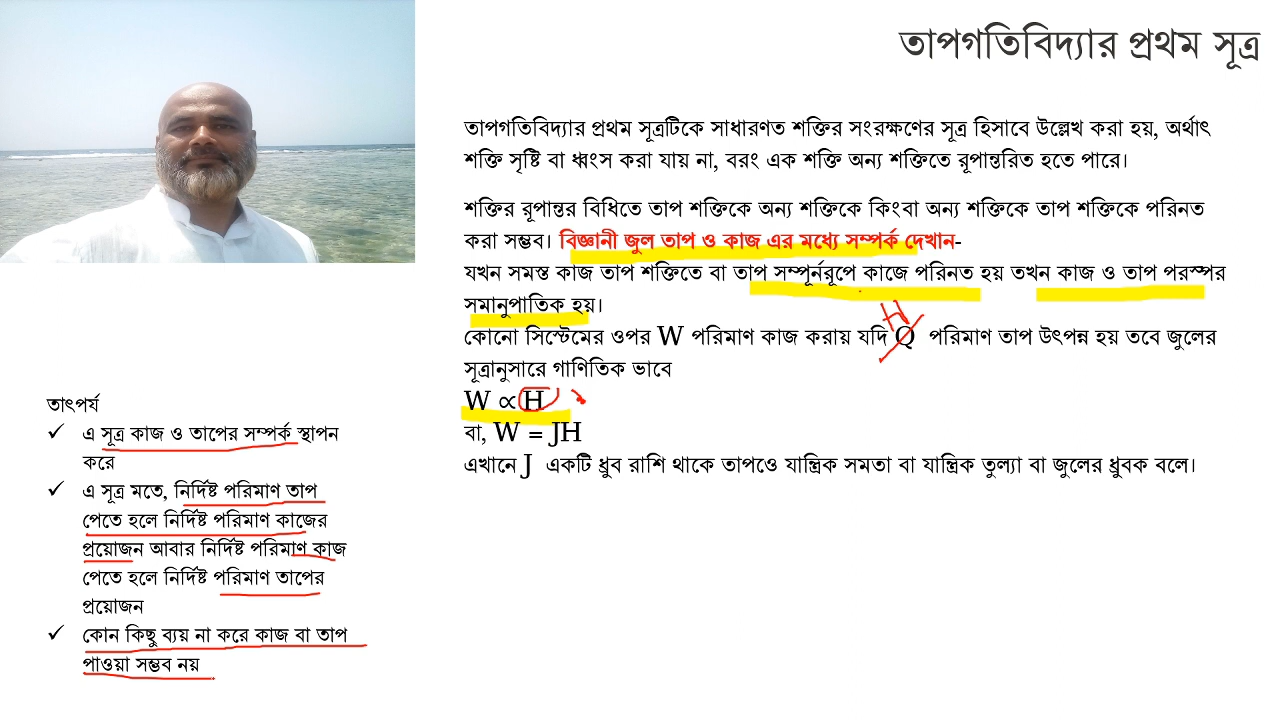 তাপগতিবিদ্যার প্রথম সূত্র
তাপগতিবিদ্যার প্রথম সূত্রটিকে সাধারণত শক্তির সংরক্ষণের সূত্র হিসাবে উল্লেখ করা হয়, অর্থাৎ
শক্তি সৃষ্টি বা ধ্বংস করা যায় না, বরং এক শক্তি অন্য শক্তিতে রূপান্তরিত হতে পারে।
শক্তির রূপান্তর বিধিতে তাপ শক্তিকে অন্য শক্তিকে কিংবা অন্য শক্তিকে তাপ শক্তিকে পরিনত
করা সম্ভব। বিজ্ঞানী জুল তাপ ও কাজ এর মধ্যে সম্পর্ক দেখান-
যখন সমস্ত কাজ তাপ শক্তিতে বা তাপ সম্পূর্নরূপে কাজে পরিনত হয় তখন কাজ ও তাপ পরস্পর
সমানুপাতিক হয়।
H
কোনো সিস্টেমের ওপর W পরিমাণ কাজ করায় যদি Q পরিমাণ তাপ উৎপন্ন হয় তবে জুলের
সূত্রানুসারে গাণিতিক ভাবে
W ∝ H
বা, W = JH
এখানে J একটি ধ্রুব রাশি থাকে তাপওে যান্ত্রিক সমতা বা যান্ত্রিক তুল্যা বা জুলের ধ্রুবক বলে।
তাৎপর্য
✓ এ সূত্র কাজ ও তাপের সম্পর্ক স্থাপন
করে
✓ এ সূত্র মতে, নির্দিষ্ট পরিমাণ তাপ
পেতে হলে নির্দিষ্ট পরিমাণ কাজের
প্রয়োজন আবার নির্দিষ্ট পরিমাণ কাজ
পেতে হলে নির্দিষ্ট পরিমাণ তাপের
প্রয়োজন
✓ কোন কিছু ব্যয় না করে কাজ বা তাপ
পাওয়া সম্ভব নয়